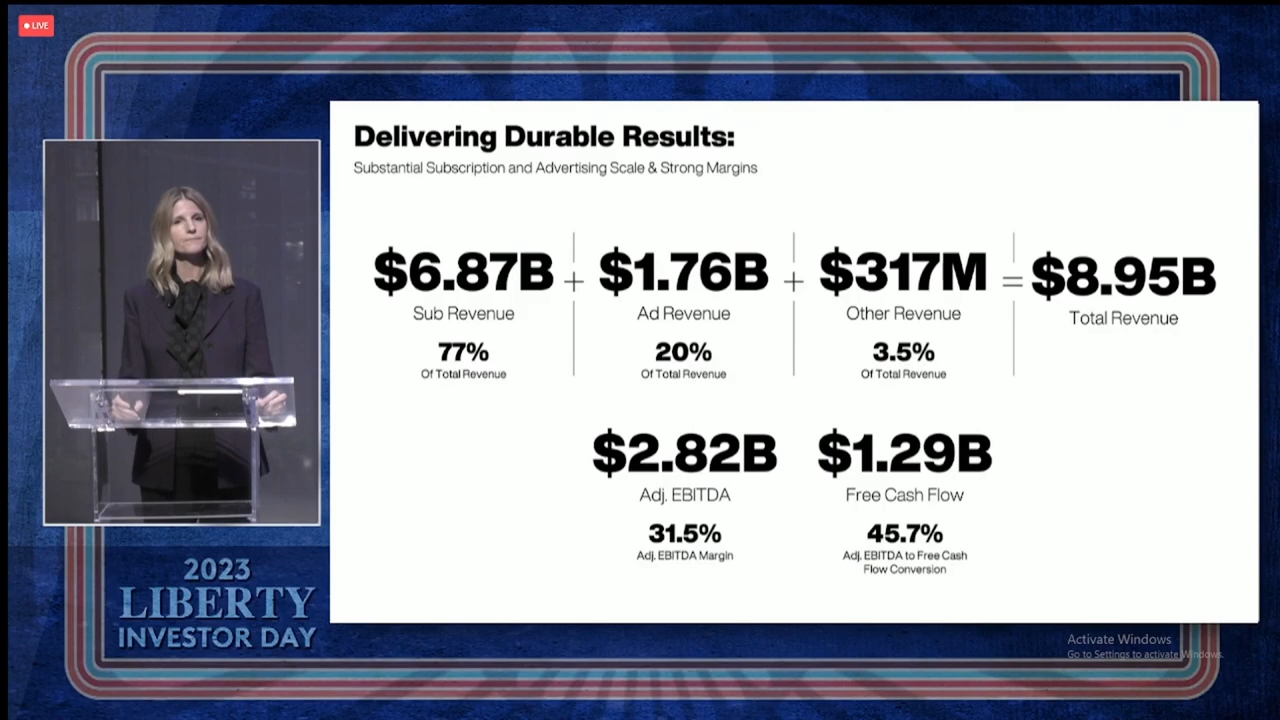 LIVE
Delivering Durable Results:
Substantial Subscription and Advertising Scale & Strong Margins
$6.87B + $1.76B + $317M = $8.95B
Sub Revenue Ad Revenue Other Revenue Total Revenue
77% 20% 3.5%
Of Total Revenue Of Total Revenue Of Total Revenue
$2.82B $1.29B
Adj. EBITDA Free Cash Flow
31.5% 45.7%
Adj. EBITDA Margin Adj. EBITDA to Free Cash
Flow Conversion
2023
LIBERTY
INVESTOR DAY
Activate Windows
Go to Settings to activate Windows.